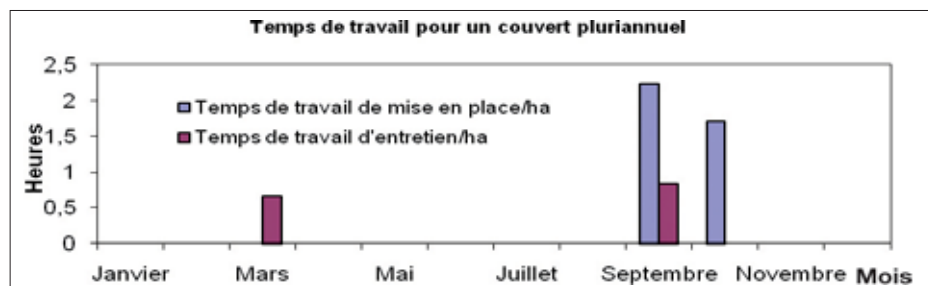 Temps de travail pour un couvert pluriannuel
2,5
2
1,5
1
0,5
0
Heures
Temps de travail de mise en place/ha
Temps de travail d'entretien/ha
Janvier Mars Mai Juillet Septembre Novembre Mois